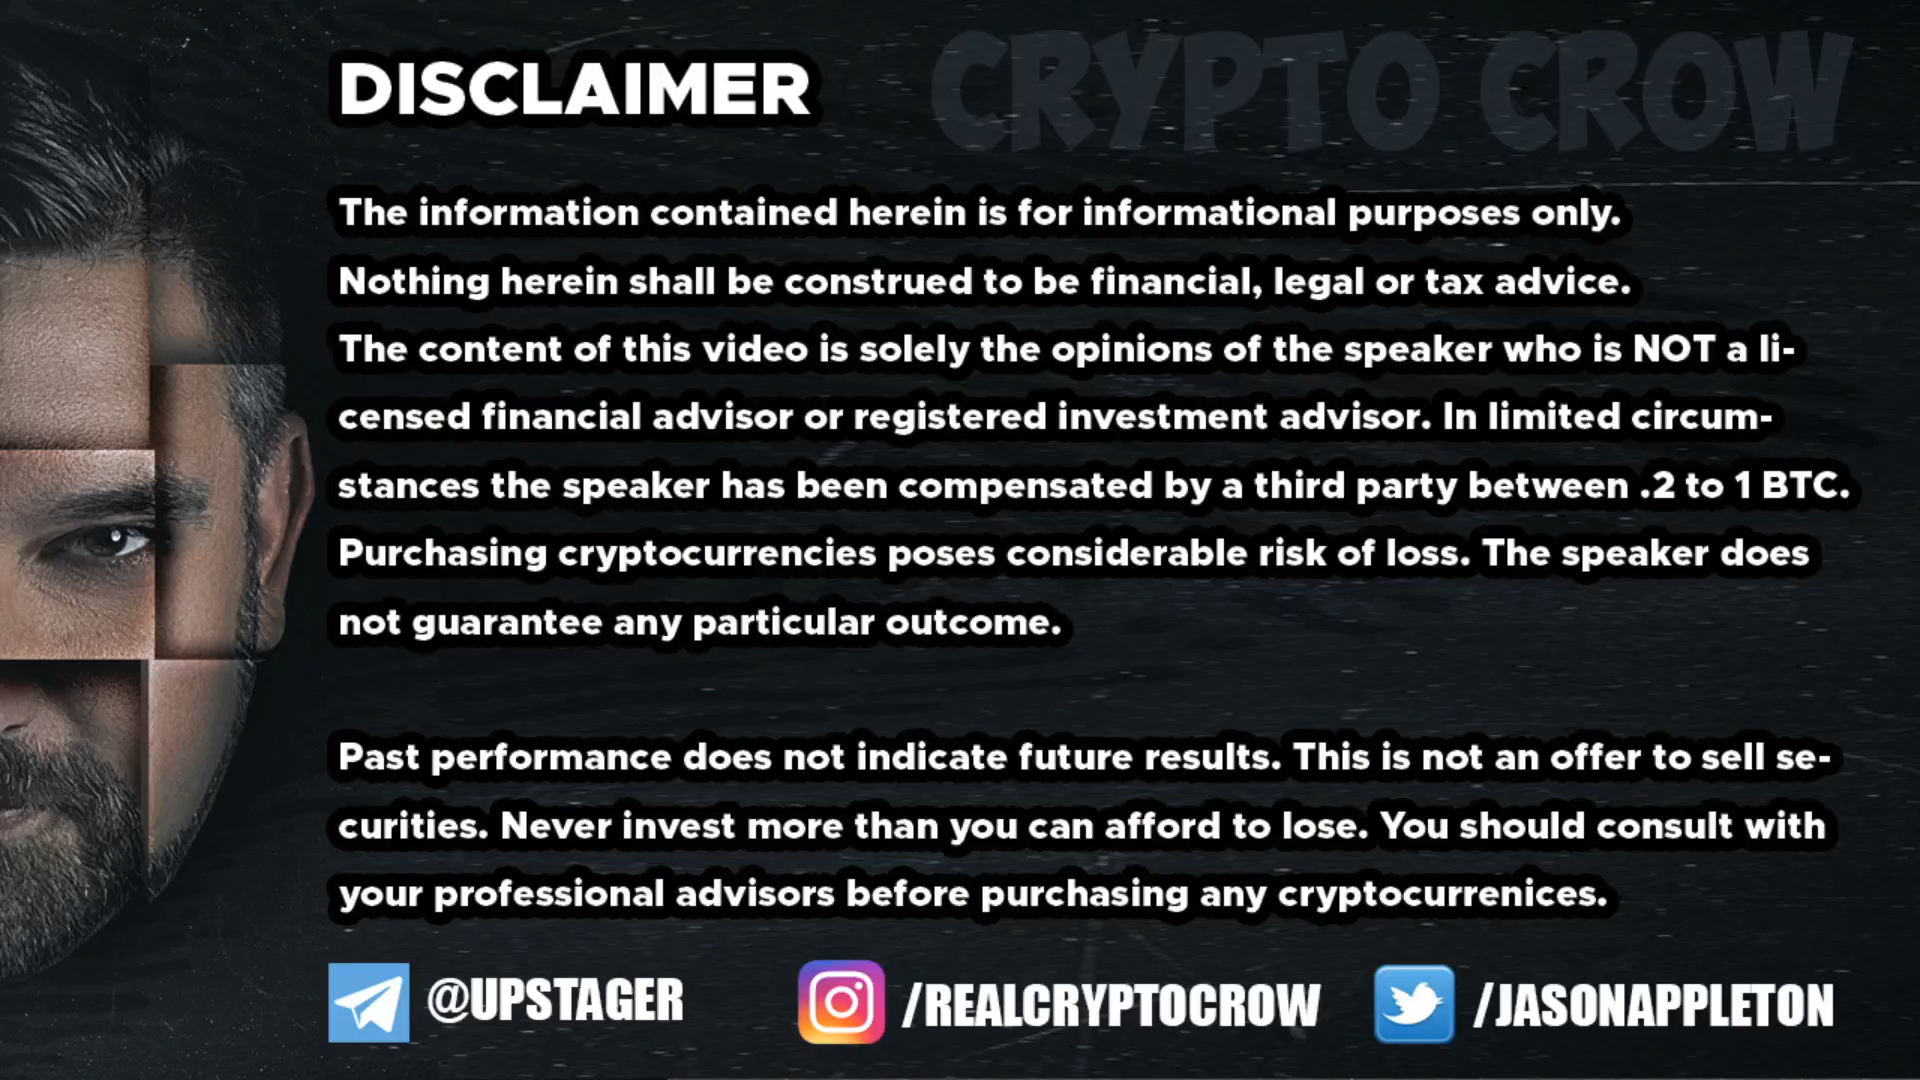 CRYPTO CROW
DISCLAIMER
The information contained herein is for informational purposes only.
Nothing herein shall be construed to be financial, legal or tax advice.
The content of this video is solely the opinions of the speaker who is NOT a li-
censed financial advisor or registered investment advisor. In limited circum-
stances the speaker has been compensated by a third party between .2 to 1 BTC.
Purchasing cryptocurrencies poses considerable risk of loss. The speaker does
not guarantee any particular outcome.
Past performance does not indicate future results. This is not an offer to sell se-
curities. Never invest more than you can afford to lose. You should consult with
your professional advisors before purchasing any cryptocurrenices.
@UPSTAGER
/REALCRYPTOCROW
/JASONAPPLETON